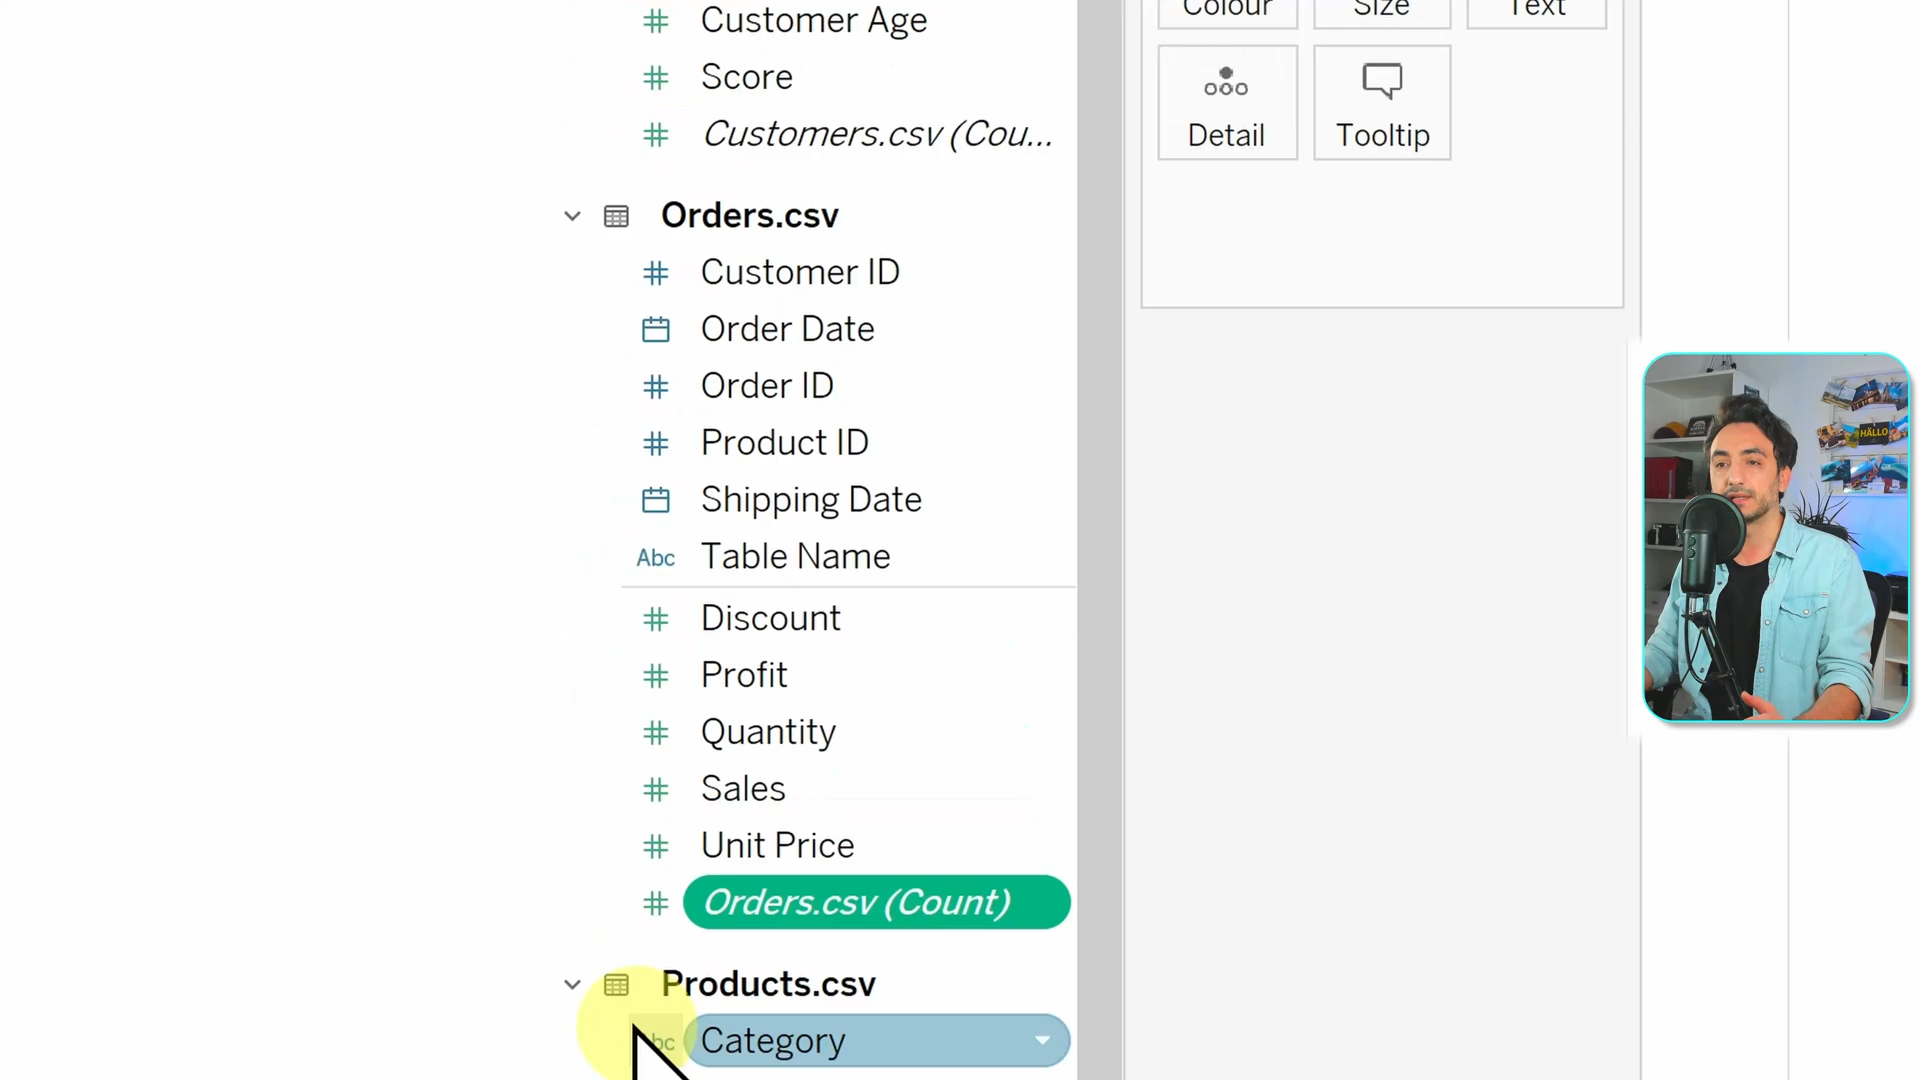 Customer Age
Score
Customers.csv (Cou...
Orders.csv
Customer ID
Order Date
Order ID
Product ID
Shipping Date
Abc Table Name
Discount
Profit
Quantity
Sales
Unit Price
Orders.csv (Count)
Products.csv
bc Category
Colour Size Text
Detail Tooltip
HÄLLO